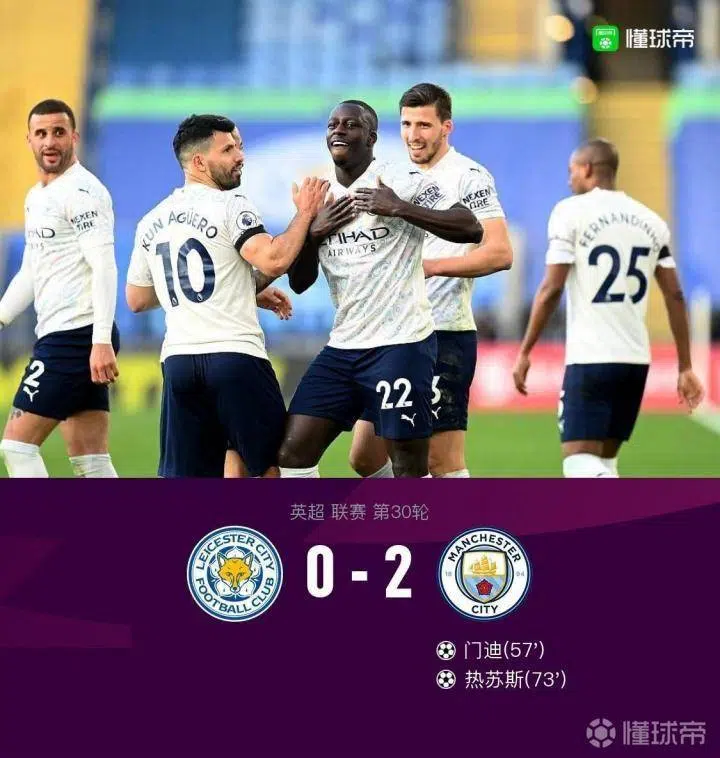 懂球帝
NEXEN
TIRE
NEXEN
TIRE
KUN AGÜERO
10
ETIHAD
AIRWAYS
FERNANDINHO
25
2
22
英超 联赛 第30轮
LEICESTER CITY
FOOTBALL CLUB
0 - 2
MANCHESTER
18 94
CITY
门迪(57’)
热苏斯(73’)
懂球帝